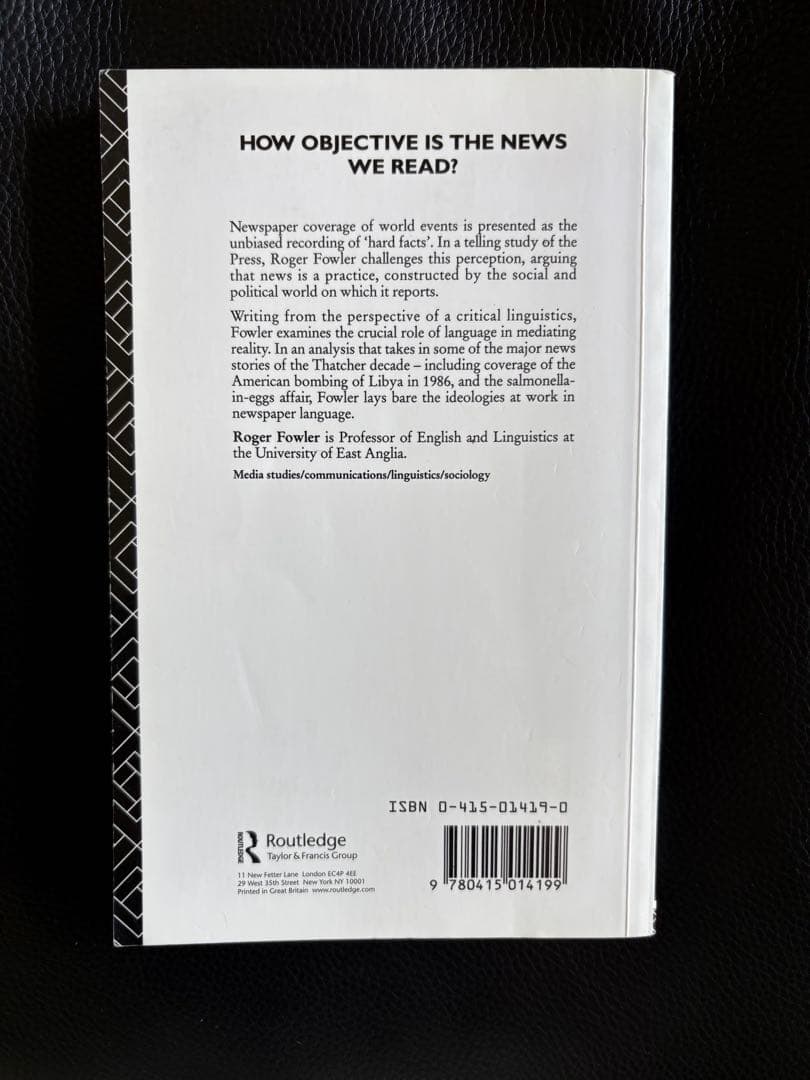 HOW OBJECTIVE IS THE NEWS
WE READ?
Newspaper coverage of world events is presented as the
unbiased recording of ‘hard facts’. In a telling study of the
Press, Roger Fowler challenges this perception, arguing
that news is a practice, constructed by the social and
political world on which it reports.
Writing from the perspective of a critical linguistics,
Fowler examines the crucial role of language in mediating
reality. In an analysis that takes in some of the major news
stories of the Thatcher decade – including coverage of the
American bombing of Libya in 1986, and the salmonella-
in-eggs affair, Fowler lays bare the ideologies at work in
newspaper language.
Roger Fowler is Professor of English and Linguistics at
the University of East Anglia.
Media studies/communications/linguistics/sociology
ISBN 0-415-01419-0
ROUTLEDGE
Routledge
Taylor & Francis Group
11 New Fetter Lane London EC4P 4EE
29 West 35th Street New York NY 10001
Printed in Great Britain www.routledge.com
9 780415 014199